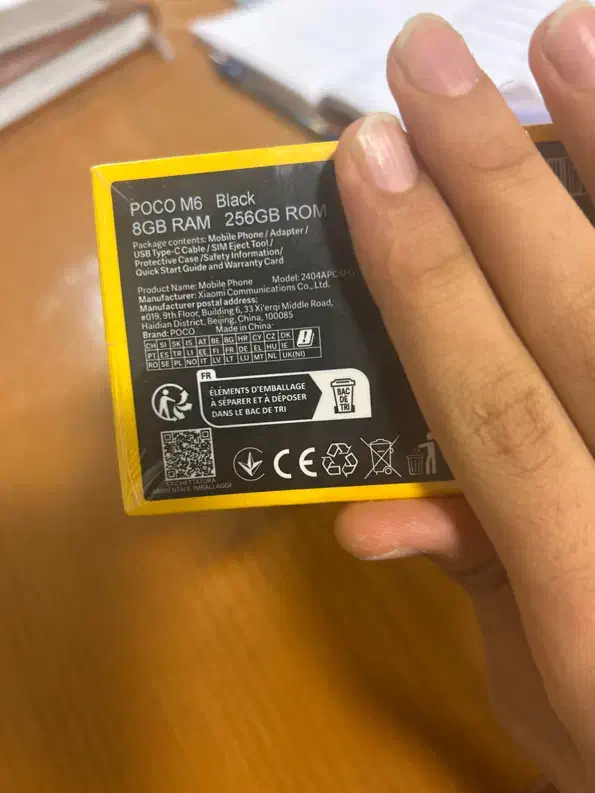 POCO M6 Black
8GB RAM 256GB ROM
Package contents: Mobile Phone / Adapter /
USB Type-C Cable / SIM Eject Tool /
Protective Case /Safety Information/
Quick Start Guide and Warranty Card
Product Name: Mobile Phone Model:
Manufacturer: Xiaomi Communications Co., Ltd.
Manufacturer postal address:
#019, 9th Floor, Building 6, 33 Xi'erqi Middle Road,
Haidian District, Beijing, China, 100085
Brand: POCO Made in China
CH SI SK IS AT BE BG HR CY CZ DK
PT ES TR LI EE FI FR DE EL HU IE
RO SE PL NO IT LV LT LU MT NL UK(NI)
FR
ÉLÉMENTS D'EMBALLAGE
À SÉPARER ET À DÉPOSER
DANS LE BAC DE TRI
BAC
DE
TRI
CE
ETICHETTATURA
AMBIENTALE IMBALLAGGI